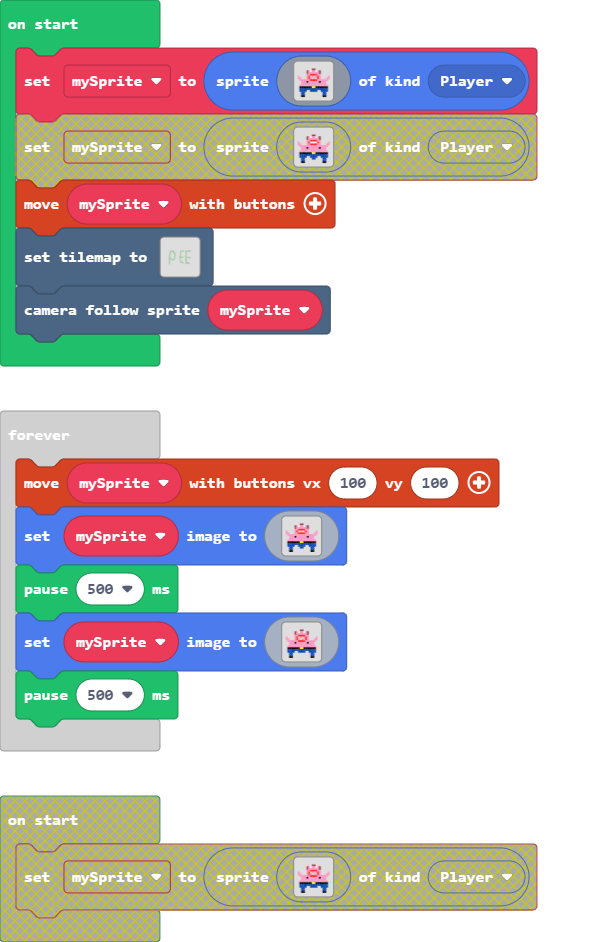 on start
set mySprite to sprite of kind Player
set mySprite to sprite of kind Player
move mySprite with buttons
set tilemap to
camera follow sprite mySprite
forever
move mySprite with buttons vx 100 vy 100
set mySprite image to
pause 500 ms
set mySprite image to
pause 500 ms
on start
set mySprite to sprite of kind Player